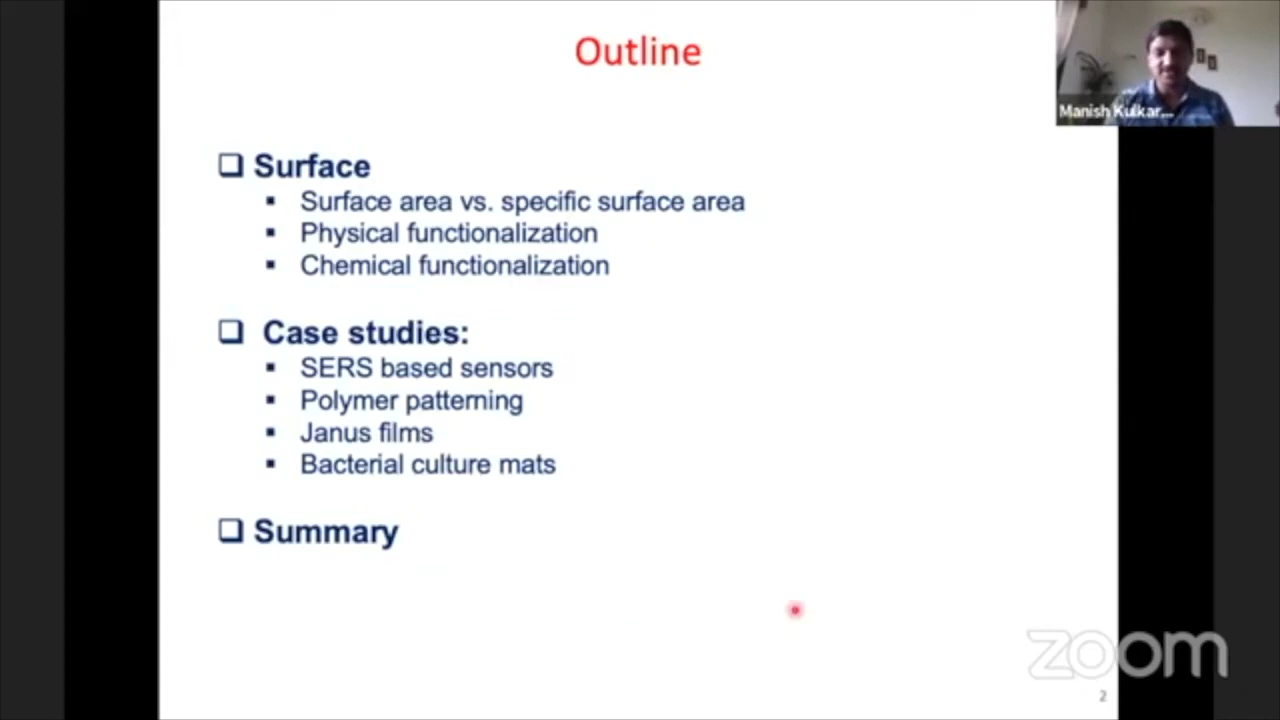 Outline
Manish Kulkar...
❑ Surface
▪ Surface area vs. specific surface area
▪ Physical functionalization
▪ Chemical functionalization
❑ Case studies:
▪ SERS based sensors
▪ Polymer patterning
▪ Janus films
▪ Bacterial culture mats
❑ Summary
zoom
2